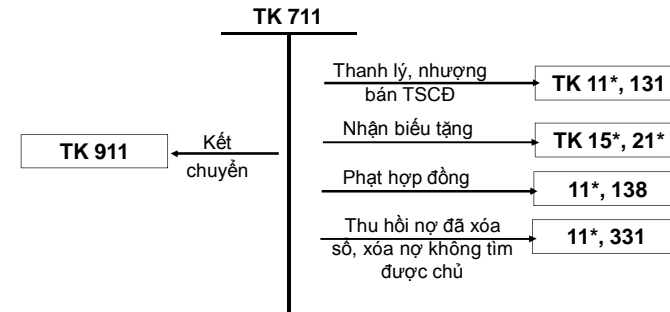 TK 711
Thanh lý, nhượng
bán TSCĐ
TK 11*, 131
Nhận biếu tặng
TK 15*, 21*
TK 911
Kết
chuyển
Phạt hợp đồng
11*, 138
Thu hồi nợ đã xóa
sổ, xóa nợ không tìm
được chủ
11*, 331